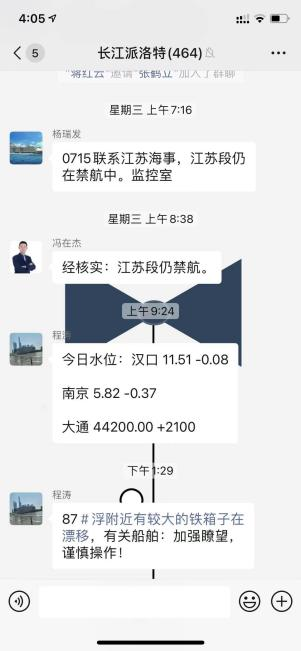 4:05
5
长江派洛特(464)
"蒋红云"邀请"张鹤立"加入了群聊
星期三 上午7:16
杨瑞发
0715联系江苏海事，江苏段仍
在禁航中。监控室
星期三 上午8:38
冯在杰
经核实：江苏段仍禁航。
上午9:24
程涛
今日水位：汉口 11.51 -0.08
南京 5.82 -0.37
大通 44200.00 +2100
下午1:29
程涛
87#浮附近有较大的铁箱子在
漂移，有关船舶：加强瞭望，
谨慎操作！